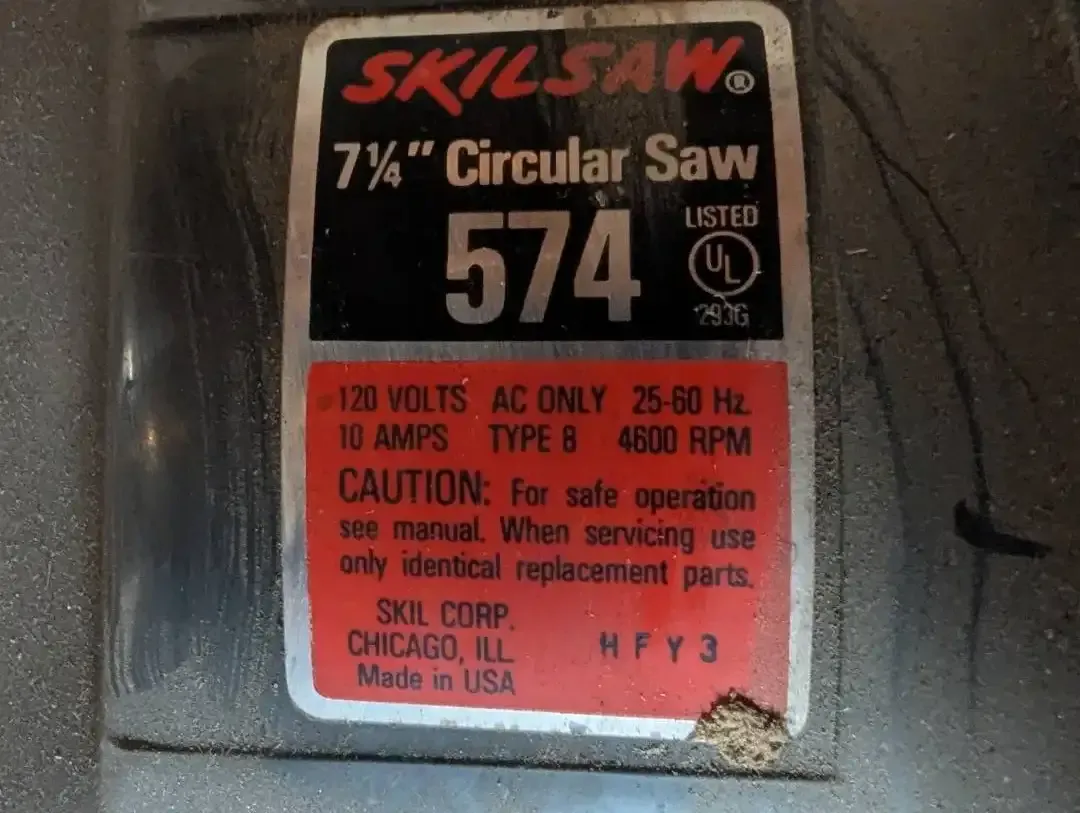 SKILSAW®
7¼" Circular Saw
574
LISTED
UL
293G
120 VOLTS AC ONLY 25-60 Hz.
10 AMPS TYPE 8 4600 RPM
CAUTION: For safe operation
see manual. When servicing use
only identical replacement parts.
SKIL CORP.
CHICAGO, ILL.
Made in USA
HFY3